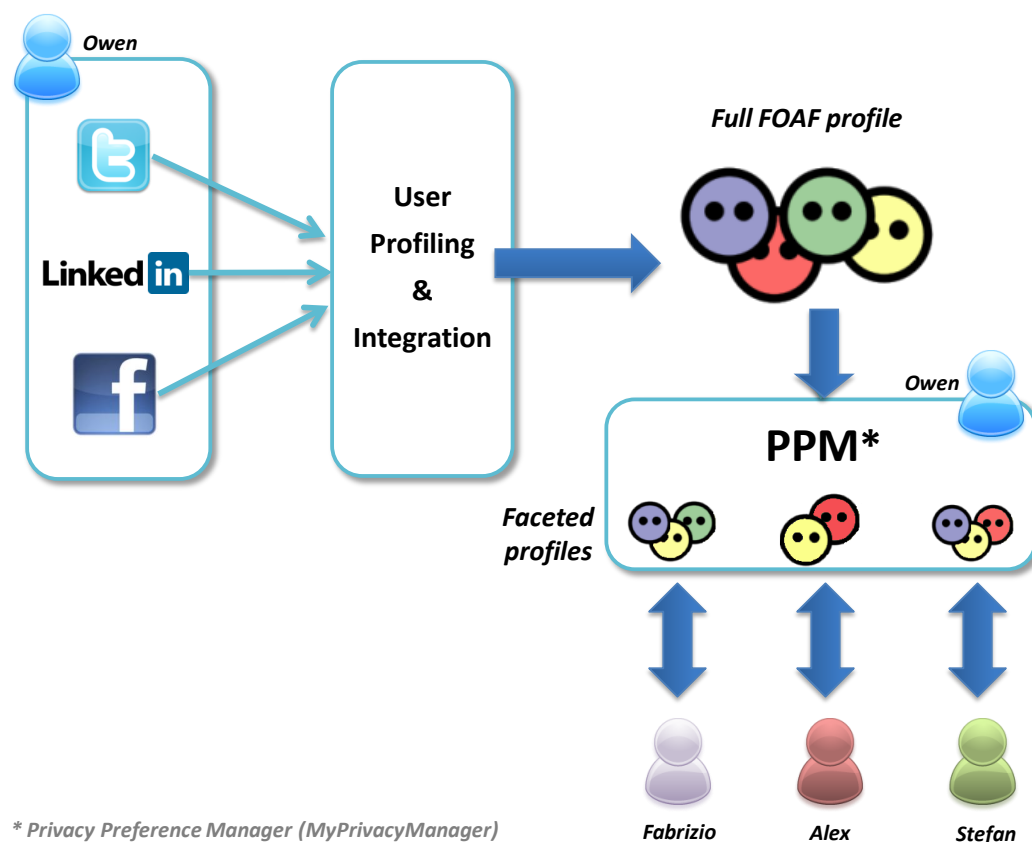 Owen
t
Linked in
f
User
Profiling
&
Integration
Full FOAF profile
Owen
PPM*
Faceted
profiles
Fabrizio
Alex
Stefan
* Privacy Preference Manager (MyPrivacyManager)